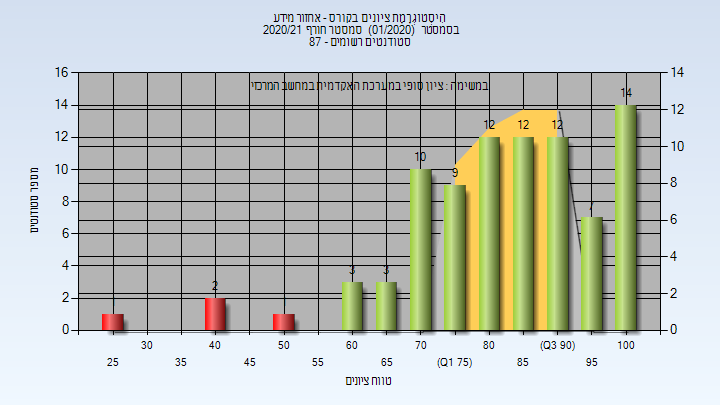 הִיסְטוֹגְרָמַת ציונים בקורס - אחזור מידע
בסמסטר (01/2020) סמסטר חורף 2020/21
סטודנטים רשומים - 87
במשימה : ציון סופי במערכת האקדמית במחשב המרכזי
מספר סטודנטים
16 14 12 10 8 6 4 2 0
14 12 10 8 6 4 2 0
2 3 3 10 9 12 12 12 7 14
30 40 50 60 70 80 (Q3 90) 100
25 35 45 55 65 (Q1 75) 85 95
טווח ציונים